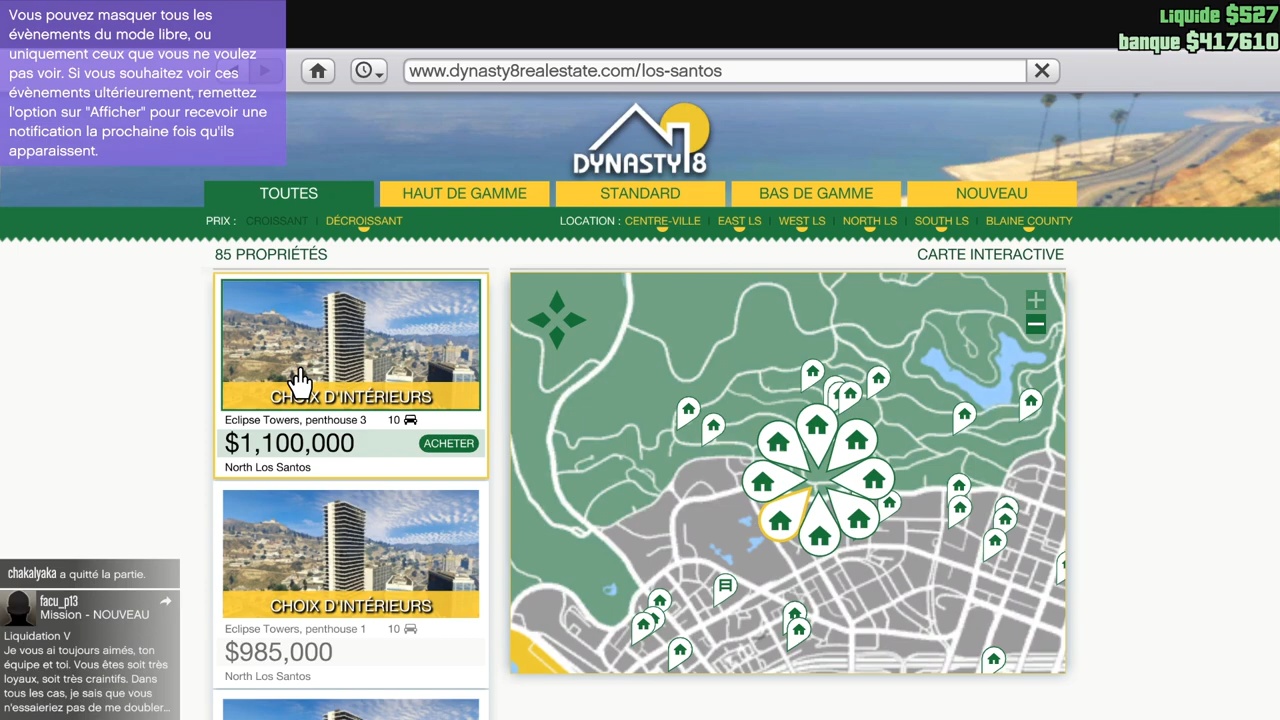 Vous pouvez masquer tous les
évènements du mode libre, ou
uniquement ceux que vous ne voulez
pas voir. Si vous souhaitez voir ces
évènements ultérieurement, remettez
l'option sur "Afficher" pour recevoir une
notification la prochaine fois qu'ils
apparaissent.
Liquide $527
banque $417610
www.dynasty8realestate.com/los-santos
DYNASTY 8
TOUTES
HAUT DE GAMME
STANDARD
BAS DE GAMME
NOUVEAU
PRIX : CROISSANT | DÉCROISSANT
LOCATION : CENTRE-VILLE | EAST LS | WEST LS | NORTH LS | SOUTH LS | BLAINE COUNTY
85 PROPRIÉTÉS
CARTE INTERACTIVE
CHOIX D'INTÉRIEURS
Eclipse Towers, penthouse 3 10
$1,100,000 ACHETER
North Los Santos
CHOIX D'INTÉRIEURS
Eclipse Towers, penthouse 1 10
$985,000
North Los Santos
chakalyaka a quitté la partie.
facu_p13
Mission - NOUVEAU
Liquidation V
Je vous ai toujours aimés, ton
équipe et toi. Vous êtes soit très
loyaux, soit très craintifs. Dans
tous les cas, je sais que vous
n'essaieriez pas de me doubler...